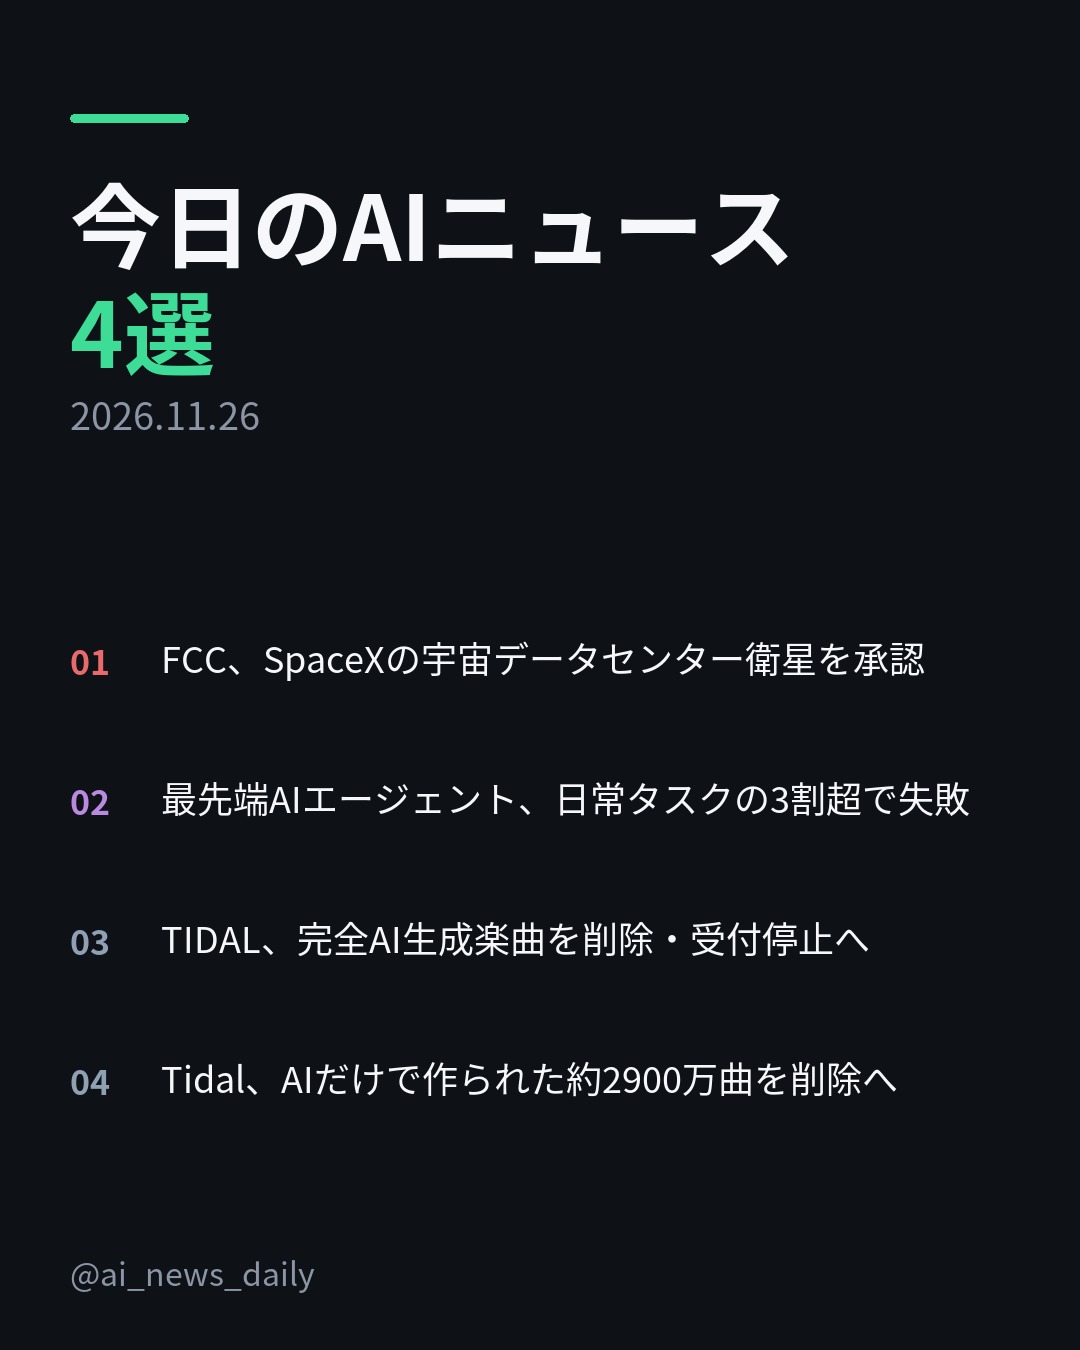 今日のAIニュース
4選
2026.11.26
01 FCC、SpaceXの宇宙データセンター衛星を承認
02 最先端AIエージェント、日常タスクの3割超で失敗
03 TIDAL、完全AI生成楽曲を削除・受付停止へ
04 Tidal、AIだけで作られた約2900万曲を削除へ
@ai_news_daily